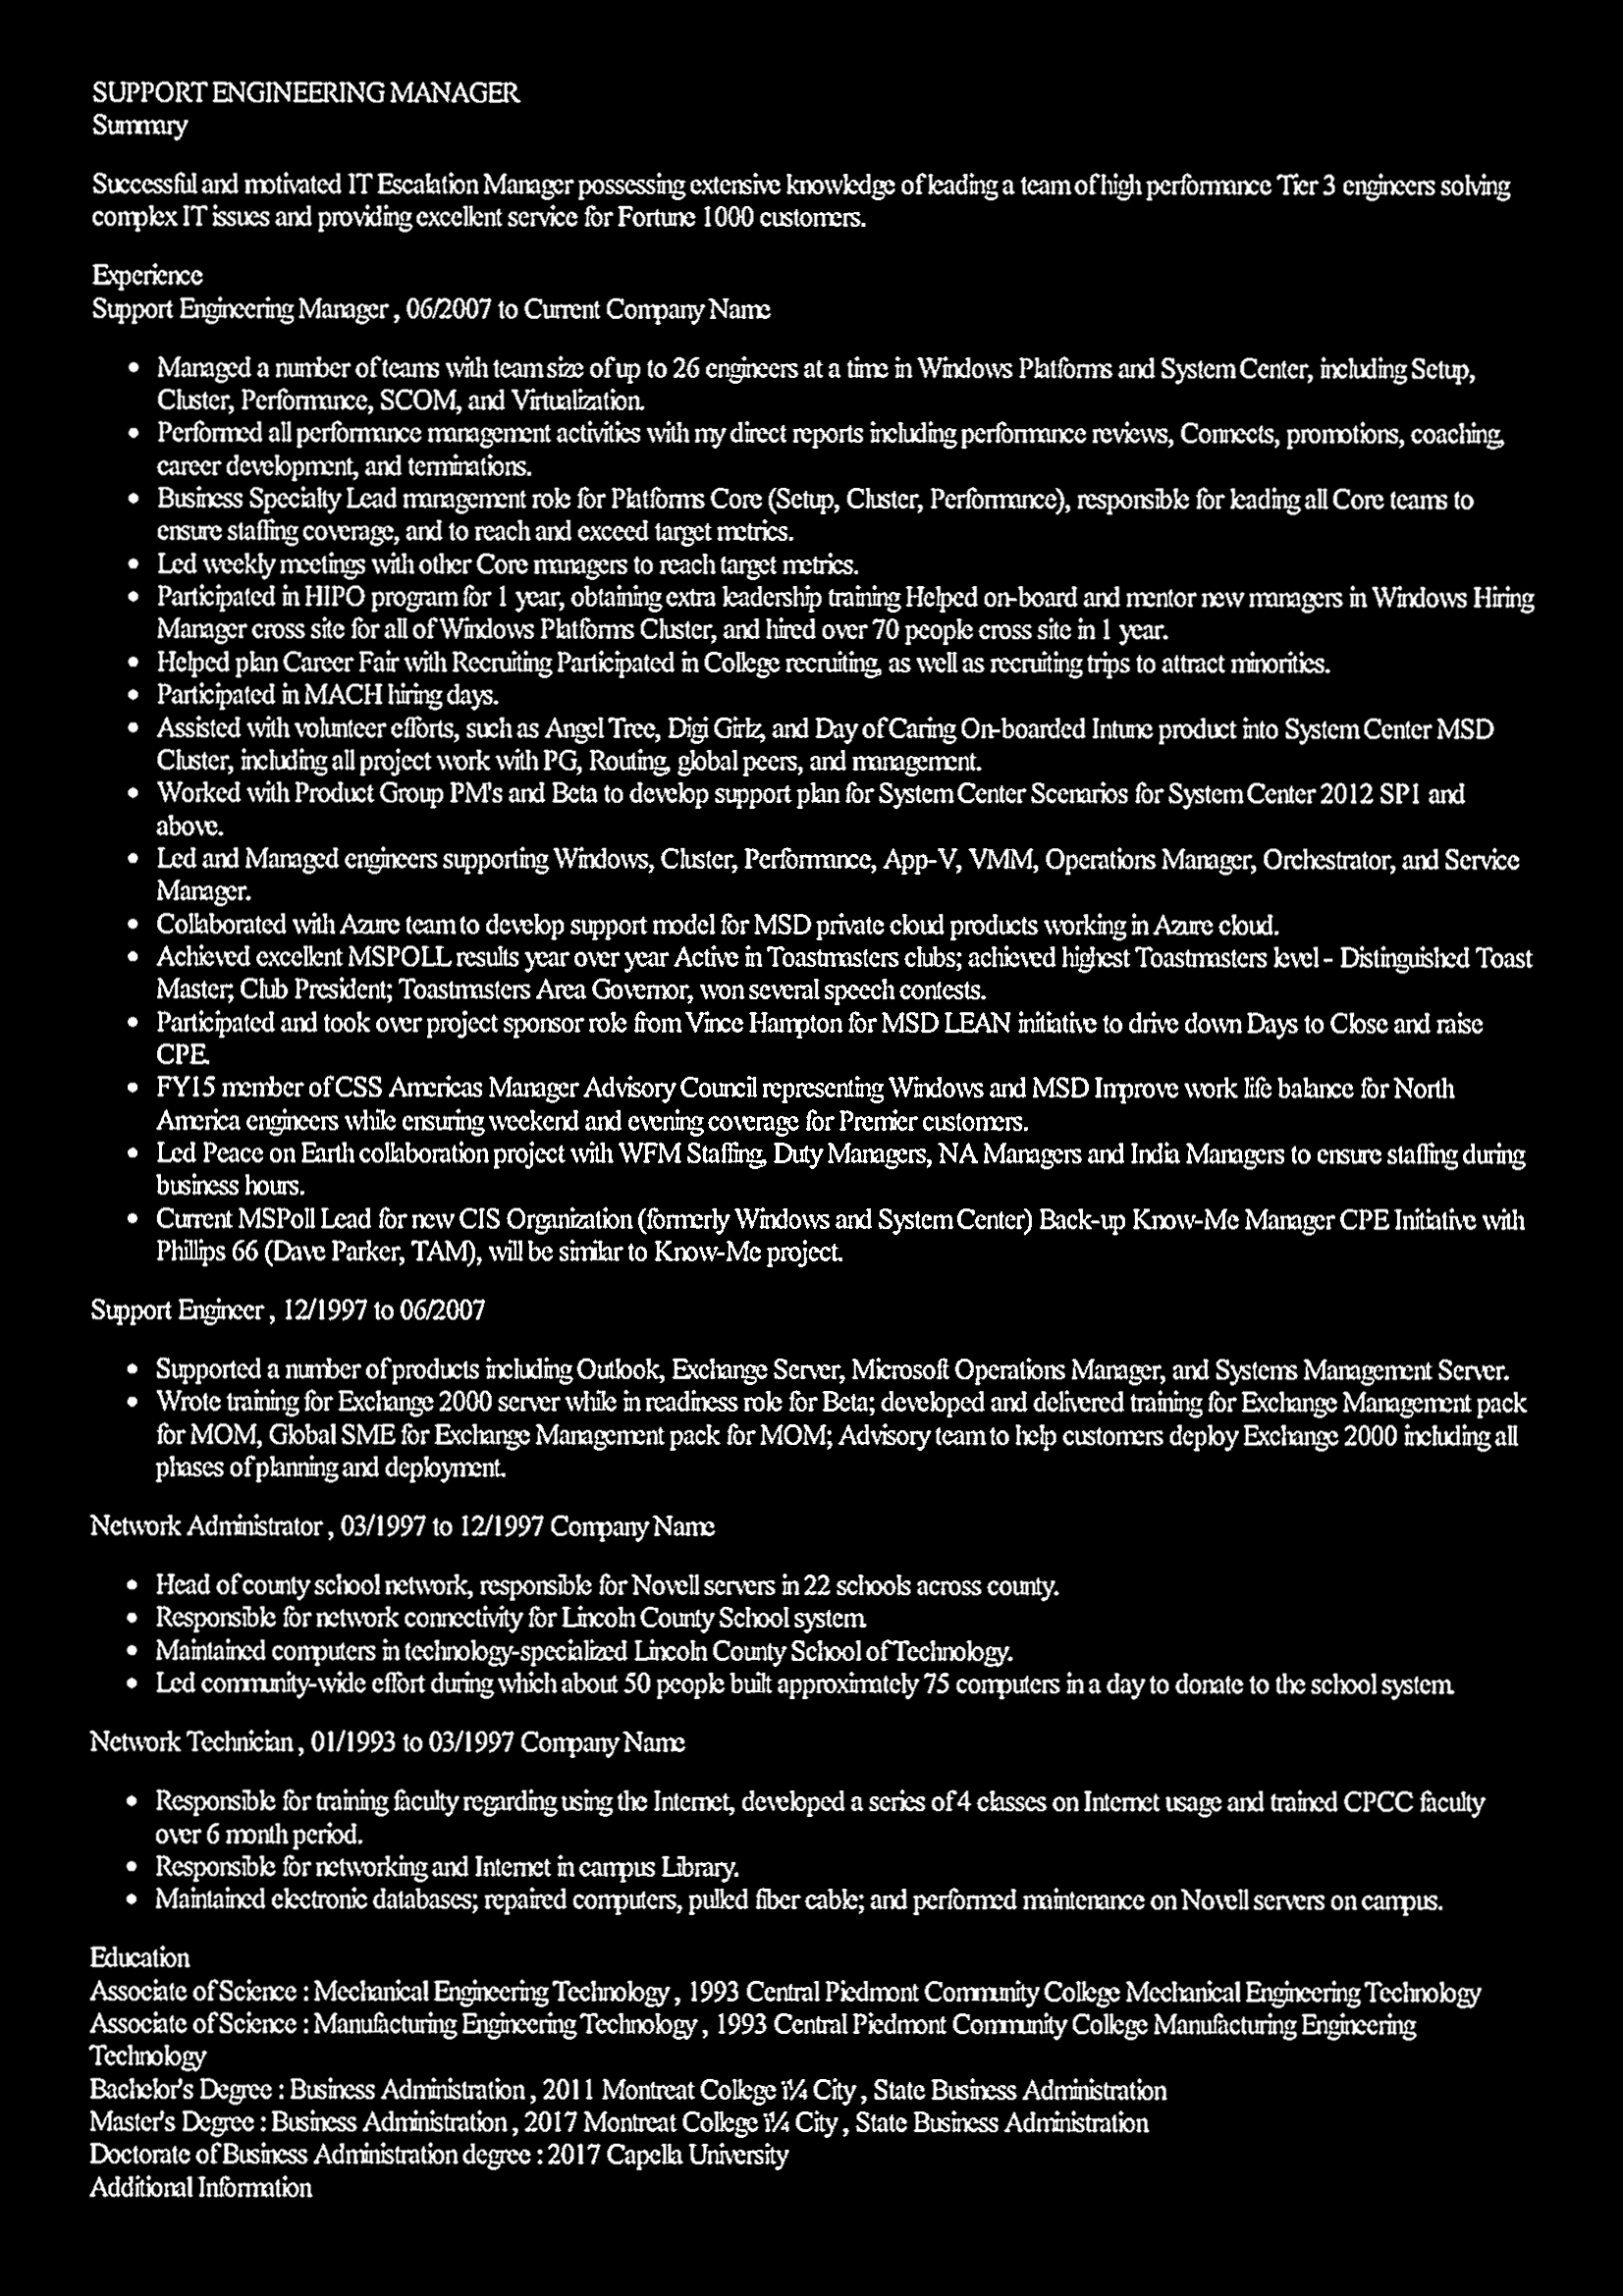 SUPPORT ENGINEERING MANAGER
Summary
Successful and motivated IT Escalation Manager possessing extensive knowledge of leading a team of high performance Tier 3 engineers solving
complex IT issues and providing excellent service for Fortune 1000 customers.
Experience
Support Engineering Manager , 06/2007 to Current Company Name
• Managed a number of teams with team size of up to 26 engineers at a time in Windows Platforms and System Center, including Setup,
Cluster, Performance, SCOM, and Virtualization.
• Performed all performance management activities with my direct reports including performance reviews, Connects, promotions, coaching,
career development, and terminations.
• Business Specialty Lead management role for Platforms Core (Setup, Cluster, Performance), responsible for leading all Core teams to
ensure staffing coverage, and to reach and exceed target metrics.
• Led weekly meetings with other Core managers to reach target metrics.
• Participated in HIPO program for 1 year, obtaining extra leadership training Helped on-board and mentor new managers in Windows Hiring
Manager cross site for all of Windows Platforms Cluster, and hired over 70 people cross site in 1 year.
• Helped plan Career Fair with Recruiting Participated in College recruiting, as well as recruiting trips to attract minorities.
• Participated in MACH hiring days.
• Assisted with volunteer efforts, such as Angel Tree, Digi Girlz, and Day of Caring On-boarded Intune product into System Center MSD
Cluster, including all project work with PG, Routing, global peers, and management.
• Worked with Product Group PM's and Beta to develop support plan for System Center Scenarios for System Center 2012 SP1 and
above.
• Led and Managed engineers supporting Windows, Cluster, Performance, App-V, VMM, Operations Manager, Orchestrator, and Service
Manager.
• Collaborated with Azure team to develop support model for MSD private cloud products working in Azure cloud.
• Achieved excellent MSPOLL results year over year Active in Toastmasters clubs; achieved highest Toastmasters level - Distinguished Toast
Master; Club President; Toastmasters Area Governor, won several speech contests.
• Participated and took over project sponsor role from Vince Hampton for MSD LEAN initiative to drive down Days to Close and raise
CPE.
• FY15 member of CSS Americas Manager Advisory Council representing Windows and MSD Improve work life balance for North
America engineers while ensuring weekend and evening coverage for Premier customers.
• Led Peace on Earth collaboration project with WFM Staffing, Duty Managers, NA Managers and India Managers to ensure staffing during
business hours.
• Current MSPoll Lead for new CIS Organization (formerly Windows and System Center) Back-up Know-Me Manager CPE Initiative with
Phillips 66 (Dave Parker, TAM), will be similar to Know-Me project.
Support Engineer , 12/1997 to 06/2007
• Supported a number of products including Outlook, Exchange Server, Microsoft Operations Manager, and Systems Management Server.
• Wrote training for Exchange 2000 server while in readiness role for Beta; developed and delivered training for Exchange Management pack
for MOM, Global SME for Exchange Management pack for MOM; Advisory team to help customers deploy Exchange 2000 including all
phases of planning and deployment.
Network Administrator , 03/1997 to 12/1997 Company Name
• Head of county school network, responsible for Novell servers in 22 schools across county.
• Responsible for network connectivity for Lincoln County School system.
• Maintained computers in technology-specialized Lincoln County School of Technology.
• Led community-wide effort during which about 50 people built approximately 75 computers in a day to donate to the school system.
Network Technician , 01/1993 to 03/1997 Company Name
• Responsible for training faculty regarding using the Internet, developed a series of 4 classes on Internet usage and trained CPCC faculty
over 6 month period.
• Responsible for networking and Internet in campus Library.
• Maintained electronic databases; repaired computers, pulled fiber cable; and performed maintenance on Novell servers on campus.
Education
Associate of Science : Mechanical Engineering Technology , 1993 Central Piedmont Community College Mechanical Engineering Technology
Associate of Science : Manufacturing Engineering Technology , 1993 Central Piedmont Community College Manufacturing Engineering
Technology
Bachelor's Degree : Business Administration , 2011 Montreat College ï¼ City , State Business Administration
Master's Degree : Business Administration , 2017 Montreat College ï¼ City , State Business Administration
Doctorate of Business Administration degree : 2017 Capella University
Additional Information